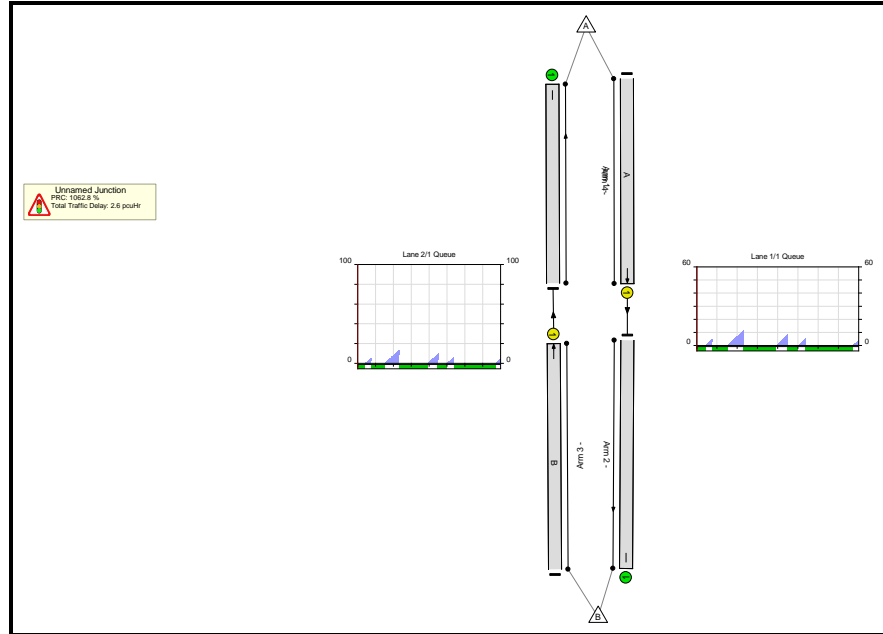 A
A
Unnamed Junction
PRC: 1062.8 %
Total Traffic Delay: 2.6 pcuHr
Lane 2/1 Queue
100
100
0
0
Lane 1/1 Queue
60
60
0
0
Arm 3 -
Arm 2 -
B
B